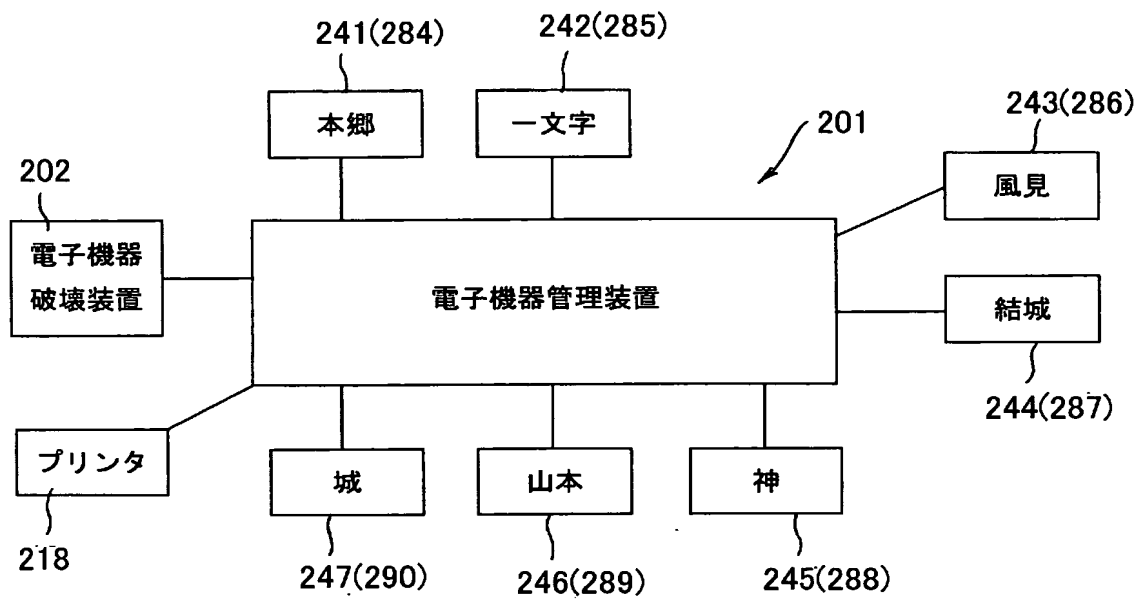 241(284)
242(285)
本郷
一文字
201
243(286)
風見
202
電子機器
破壊装置
電子機器管理装置
結城
244(287)
プリンタ
218
城
山本
神
247(290)
246(289)
245(288)